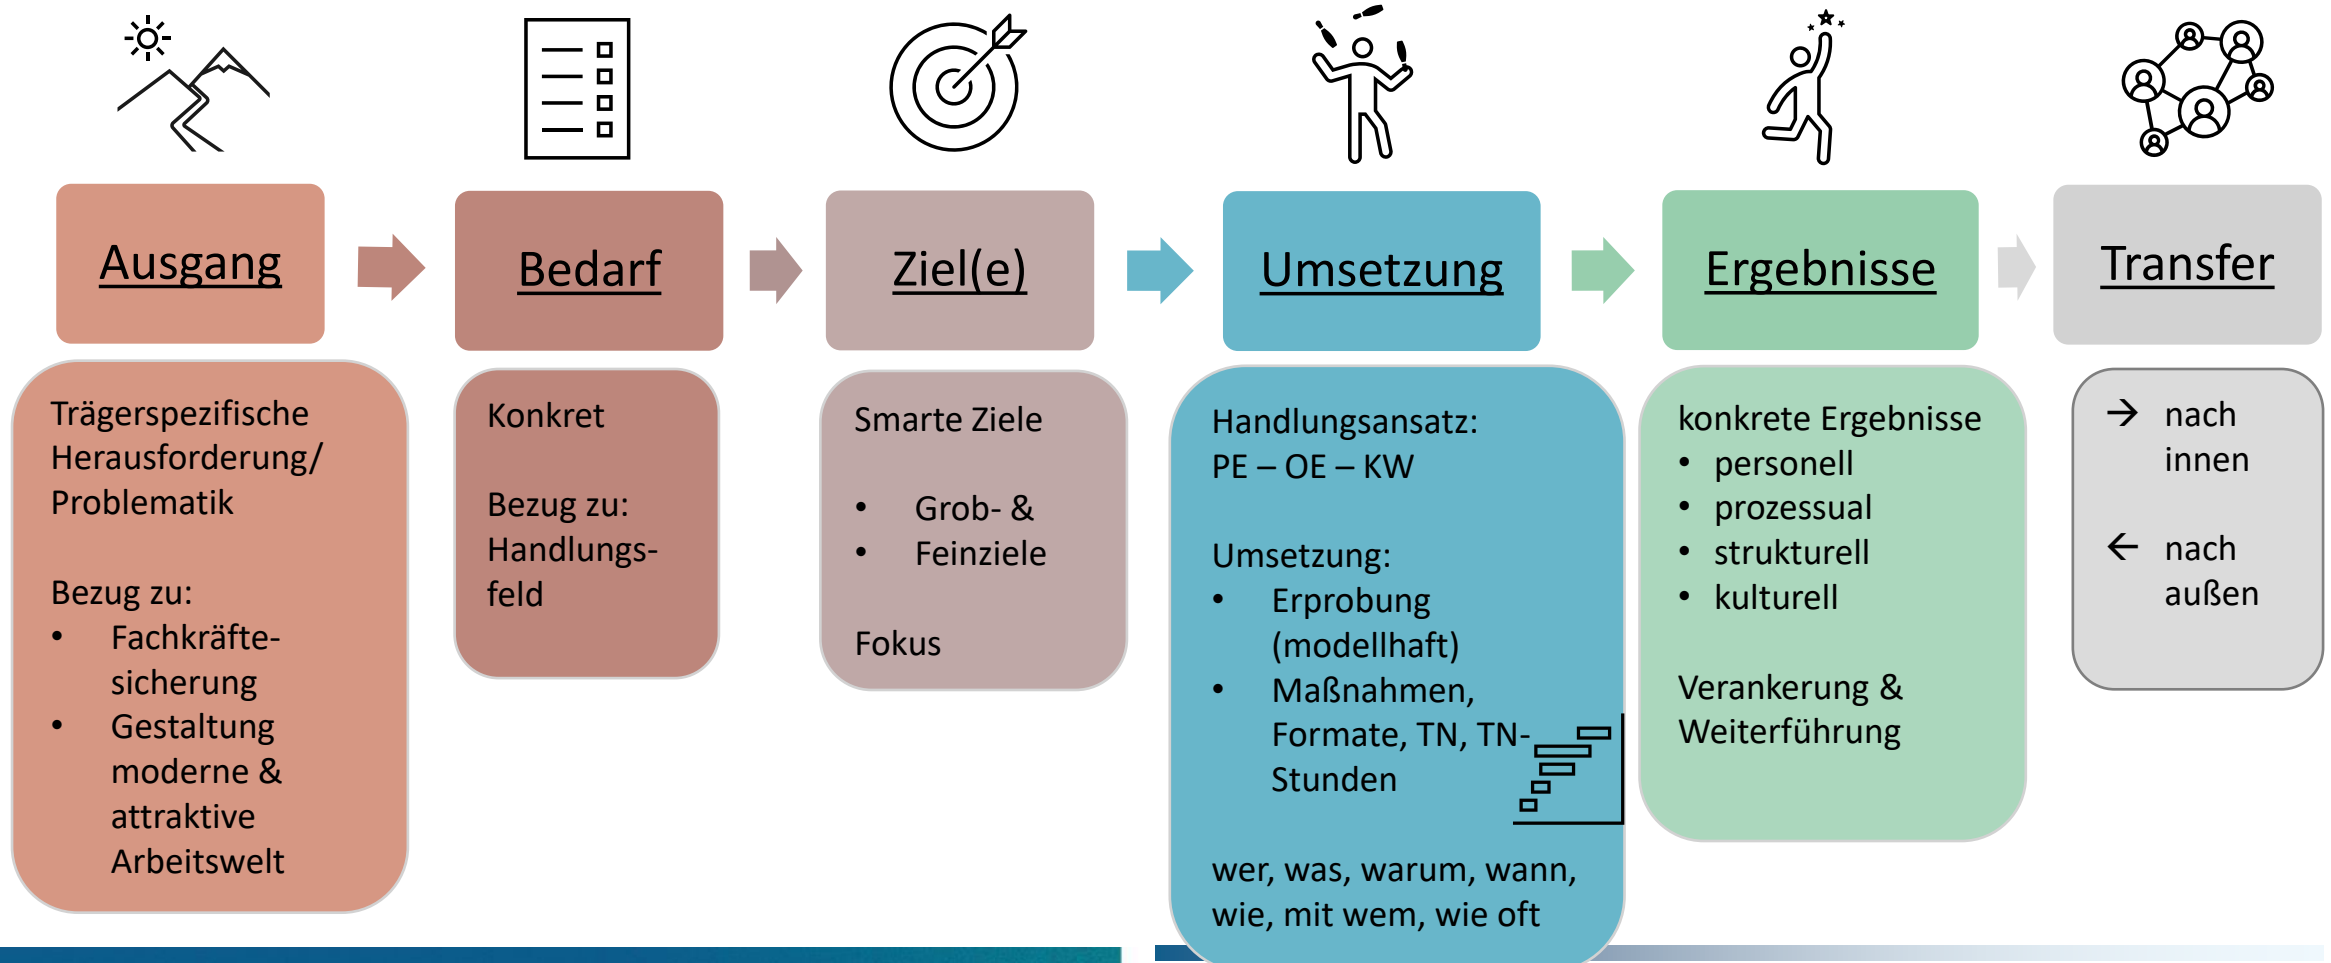 Ausgang
Bedarf
Ziel(e)
Umsetzung
Ergebnisse
Transfer
Trägerspezifische
Herausforderung/
Problematik
Bezug zu:
• Fachkräfte-
sicherung
• Gestaltung
moderne &
attraktive
Arbeitswelt
Konkret
Bezug zu:
Handlungs-
feld
Smarte Ziele
• Grob- &
• Feinziele
Fokus
Handlungsansatz:
PE – OE – KW
Umsetzung:
• Erprobung
(modellhaft)
• Maßnahmen,
Formate, TN, TN-
Stunden
wer, was, warum, wann,
wie, mit wem, wie oft
konkrete Ergebnisse
• personell
• prozessual
• strukturell
• kulturell
Verankerung &
Weiterführung
→ nach
innen
← nach
außen